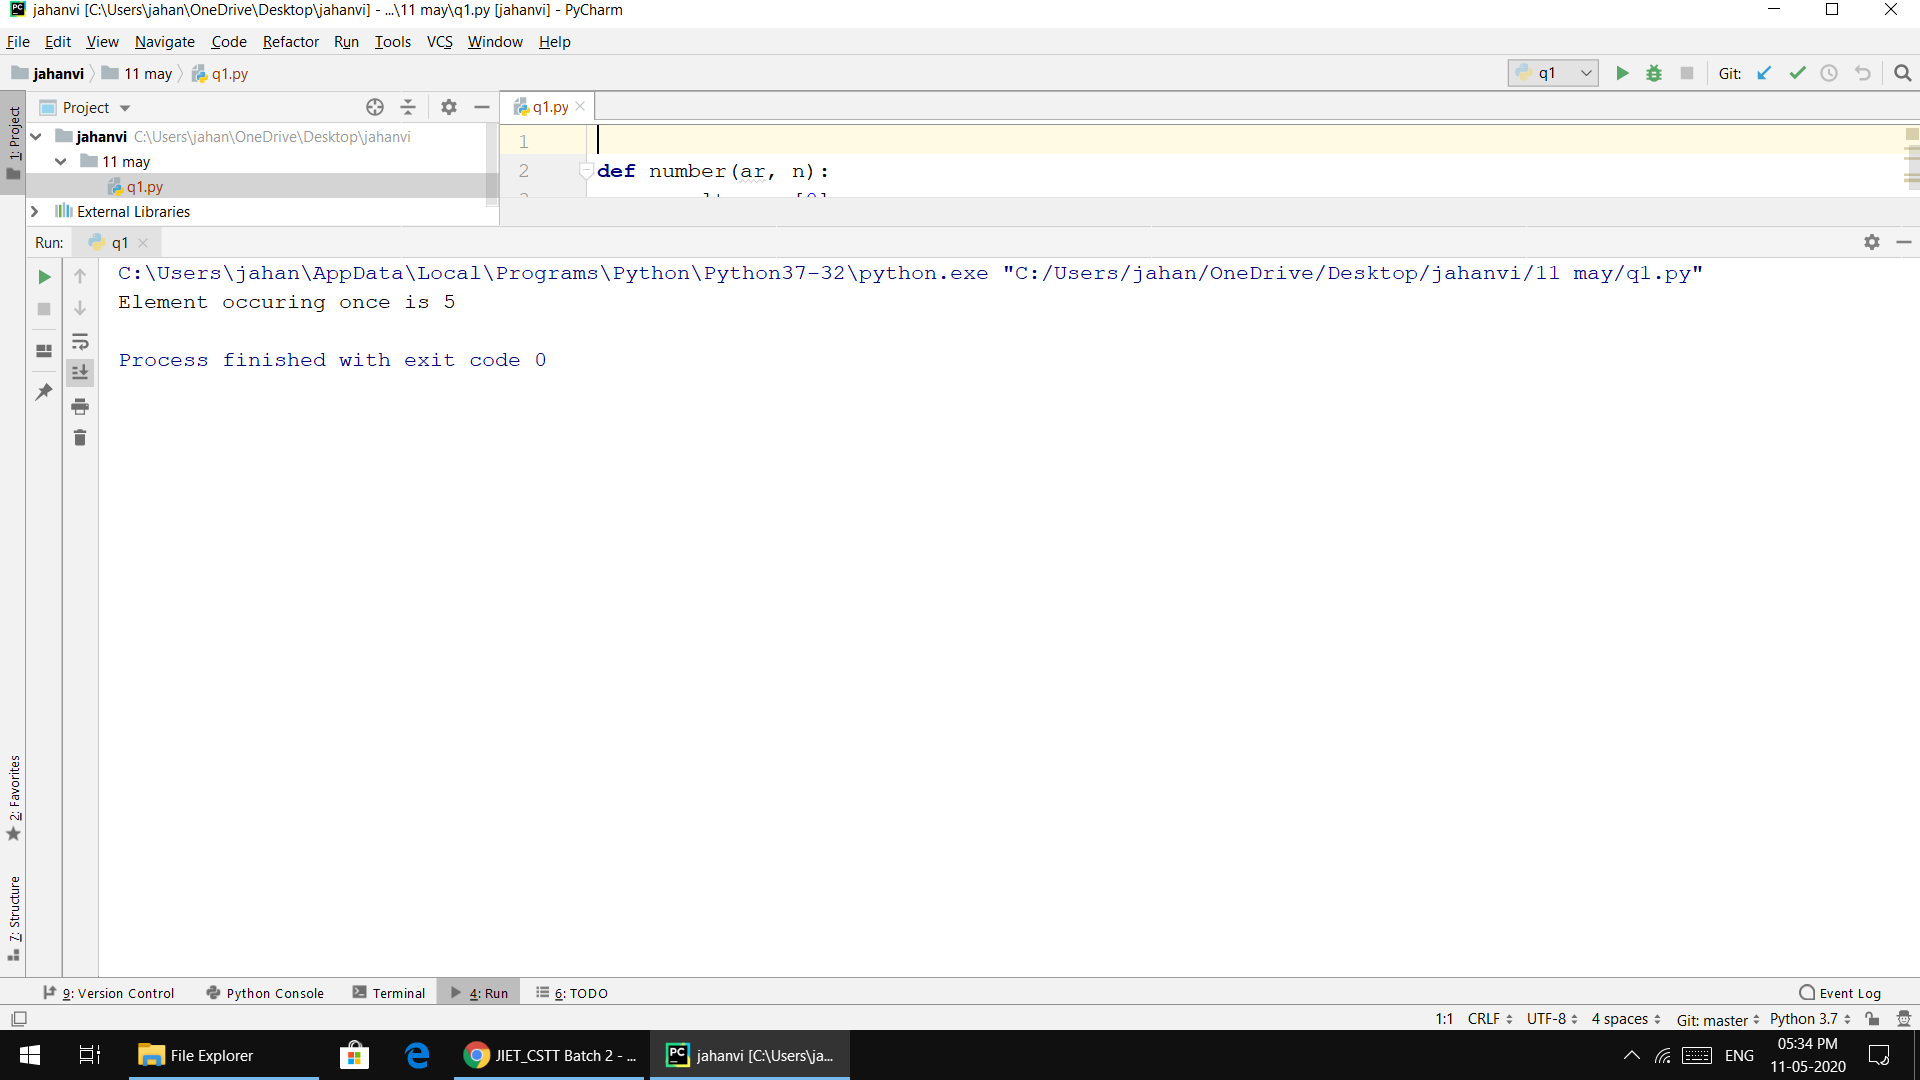 jahanvi [C:\Users\jahan\OneDrive\Desktop\jahanvi] - ...\11 may\q1.py [jahanvi] - PyCharm
File Edit View Navigate Code Refactor Run Tools VCS Window Help
jahanvi 11 may q1.py q1 Git:
1: Project
Project
q1.py
jahanvi C:\Users\jahan\OneDrive\Desktop\jahanvi
11 may
q1.py
External Libraries
1
2 def number(ar, n):
Run: q1
C:\Users\jahan\AppData\Local\Programs\Python\Python37-32\python.exe "C:/Users/jahan/OneDrive/Desktop/jahanvi/11 may/q1.py"
Element occuring once is 5
Process finished with exit code 0
2: Favorites
7: Structure
9: Version Control Python Console Terminal 4: Run 6: TODO Event Log
1:1 CRLF UTF-8 4 spaces Git: master Python 3.7
File Explorer JIET_CSTT Batch 2 - ... jahanvi [C:\Users\ja... ENG 05:34 PM
11-05-2020